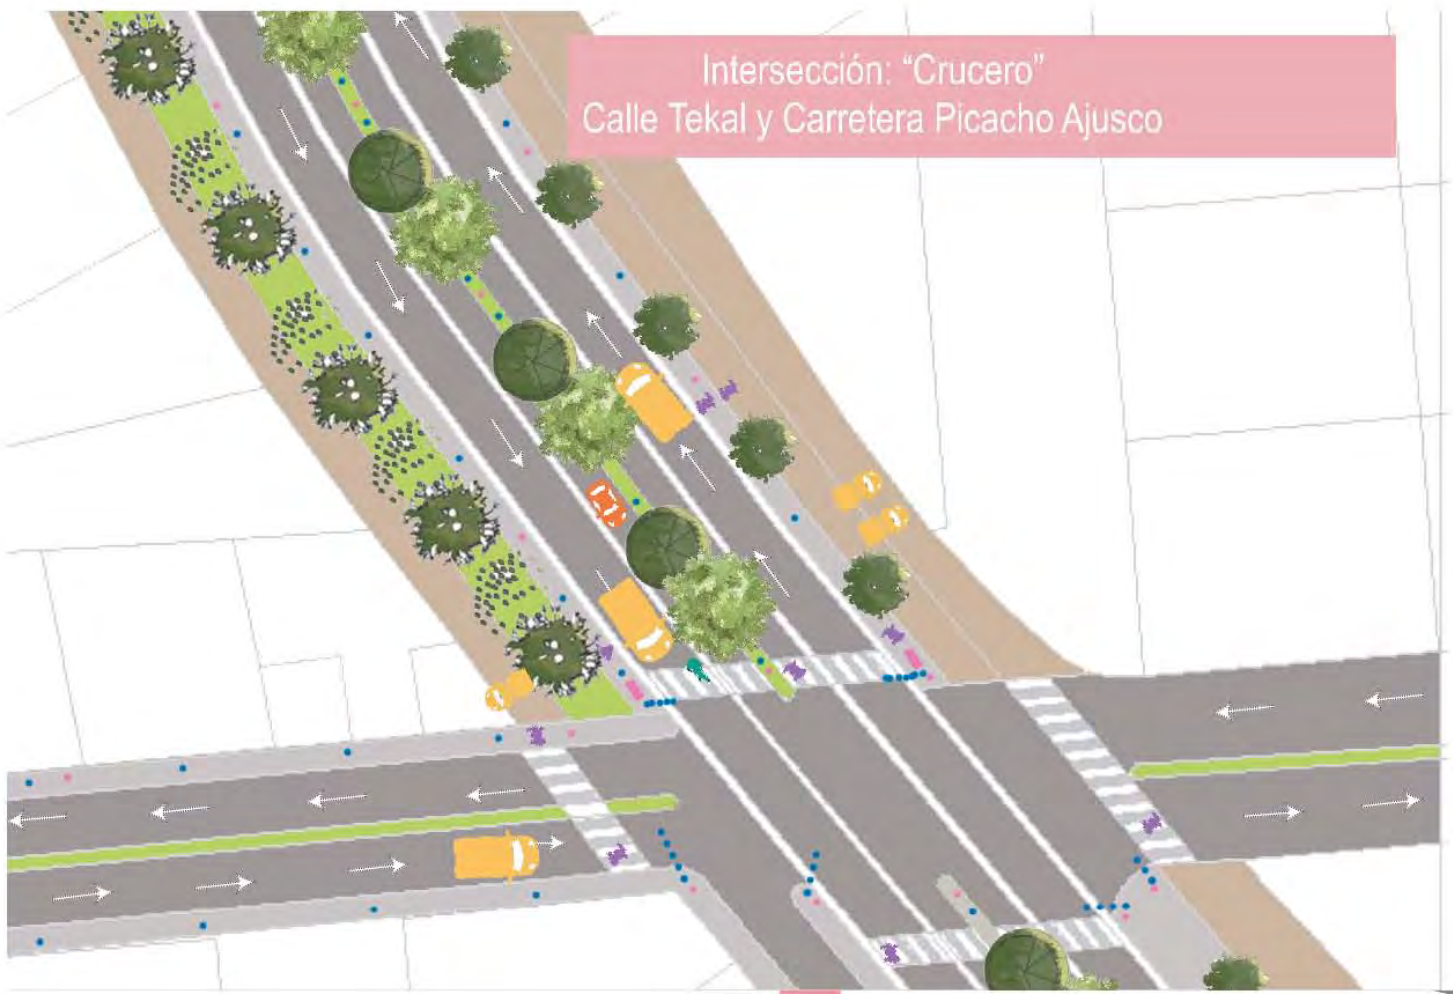 Intersección: “Crucero”
Calle Tekal y Carretera Picacho Ajusco